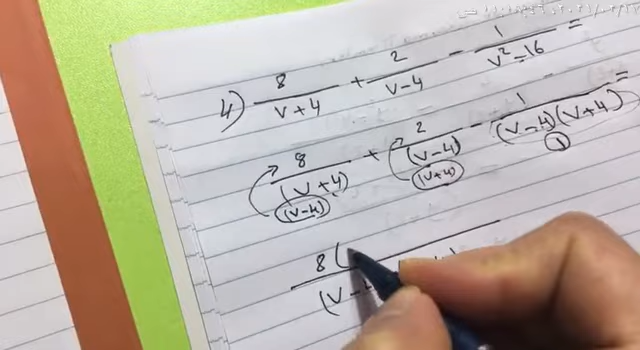 4) 8/(v+4) + 2/(v-4) - 1/(v²-16) =
8/(v+4) + 2/(v-4) - 1/((v-4)(v+4)) =
(v-4) (v+4) 1
8(
(v-